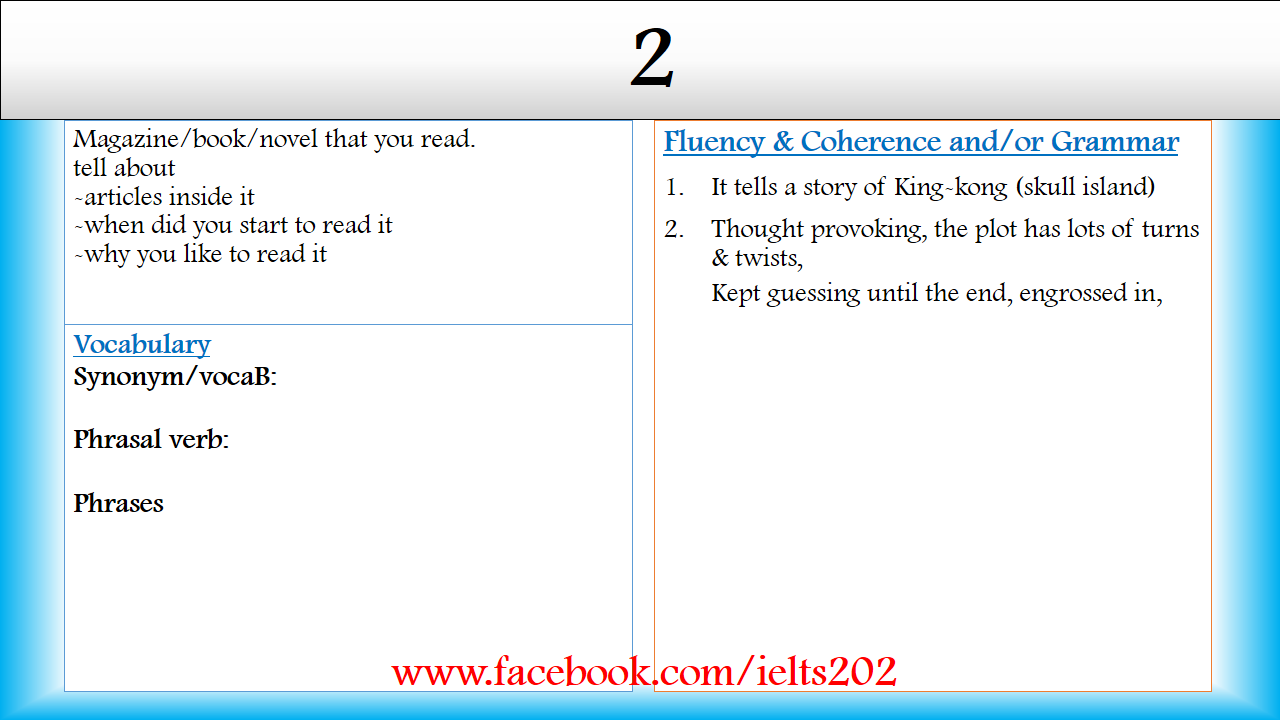 2
Magazine/book/novel that you read.
tell about
-articles inside it
-when did you start to read it
-why you like to read it
Vocabulary
Synonym/vocaB:
Phrasal verb:
Phrases
Fluency & Coherence and/or Grammar
1. It tells a story of King-kong (skull island)
2. Thought provoking, the plot has lots of turns
& twists,
Kept guessing until the end, engrossed in,
www.facebook.com/ielts202